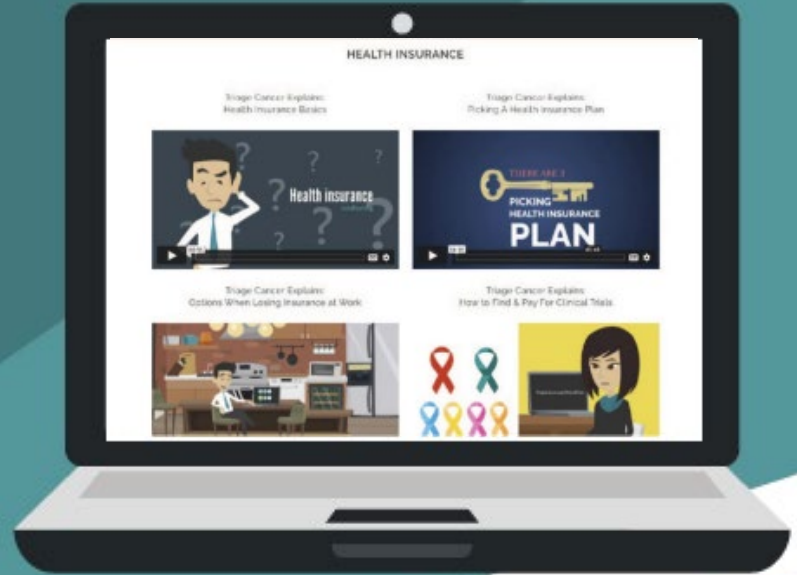 HEALTH INSURANCE
Triage Cancer Explains:
Health Insurance Basics
Triage Cancer Explains:
Picking A Health Insurance Plan
Health insurance
THERE ARE 3
PICKING
HEALTH INSURANCE
PLAN
Triage Cancer Explains:
Options When Losing Insurance at Work
Triage Cancer Explains:
How to Find & Pay For Clinical Trials